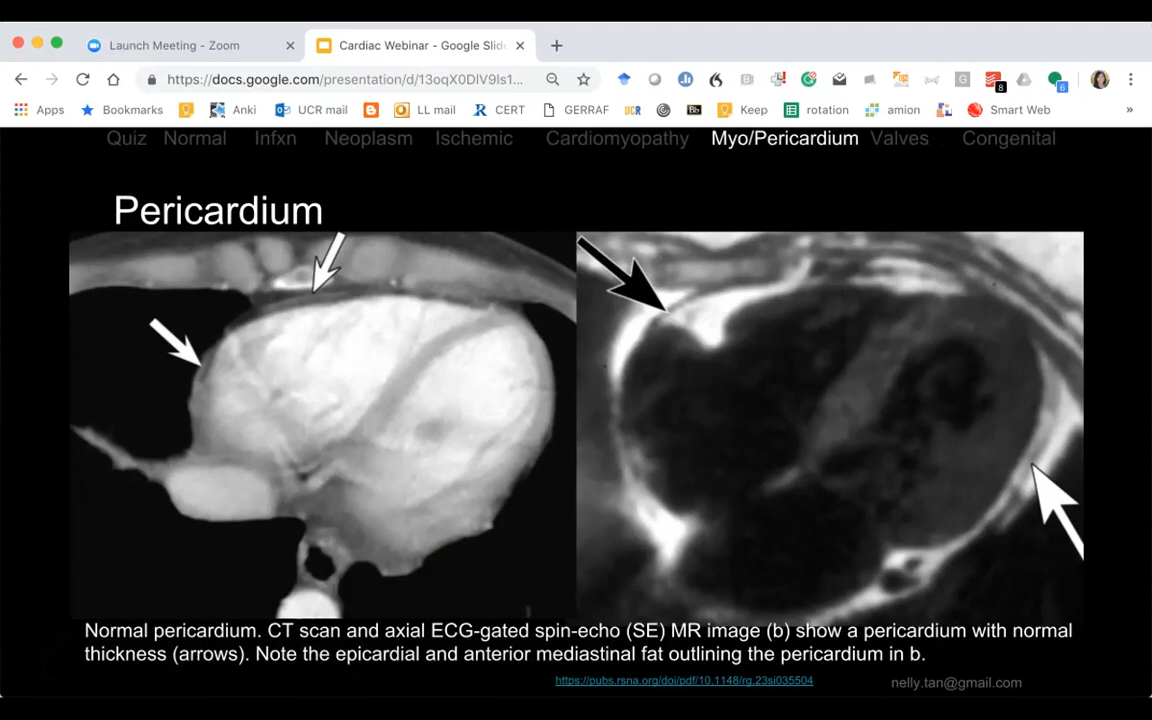 Launch Meeting - Zoom
Cardiac Webinar - Google Slid
https://docs.google.com/presentation/d/13oqX0DIV9ls1...
8
6
Apps Bookmarks Anki UCR mail LL mail CERT GERRAF UCR Keep rotation amion Smart Web »
Quiz Normal Infxn Neoplasm Ischemic Cardiomyopathy Myo/Pericardium Valves Congenital
Pericardium
Normal pericardium. CT scan and axial ECG-gated spin-echo (SE) MR image (b) show a pericardium with normal
thickness (arrows). Note the epicardial and anterior mediastinal fat outlining the pericardium in b.
https://pubs.rsna.org/doi/pdf/10.1148/rg.23si035504
nelly.tan@gmail.com